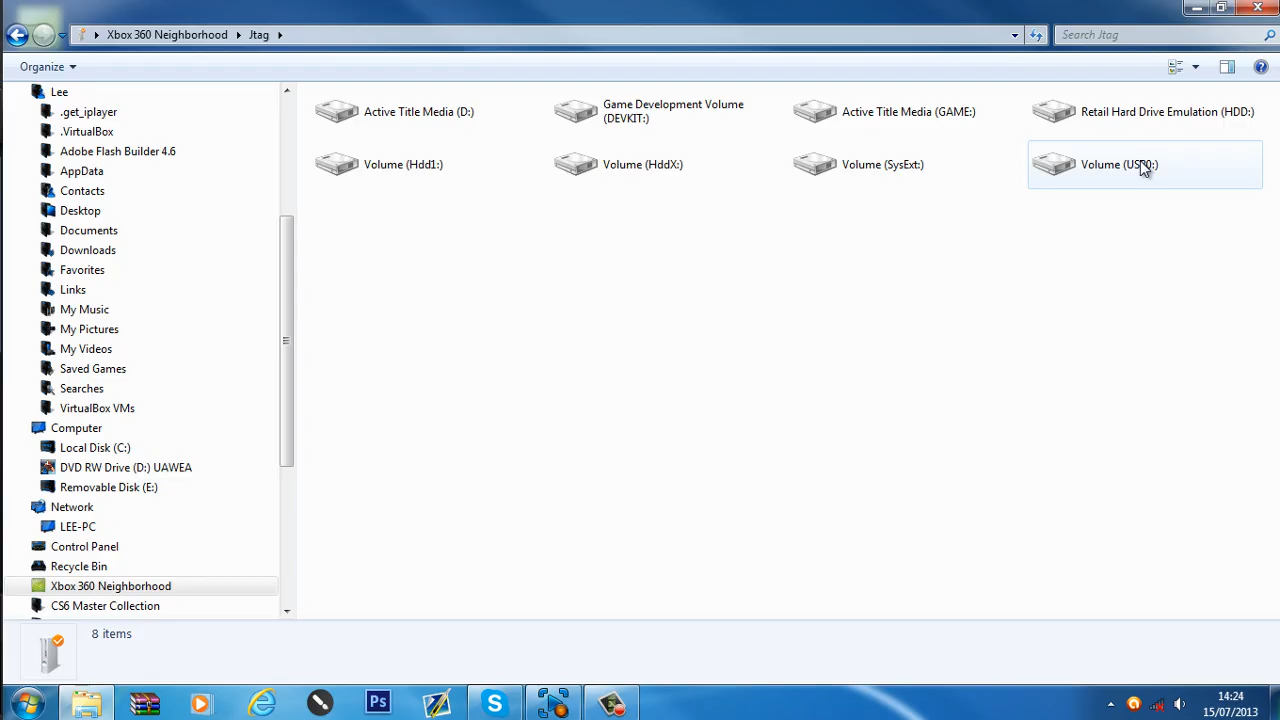 Xbox 360 Neighborhood
Jtag
Search Jtag
Organize
Lee
.get_iplayer
.VirtualBox
Adobe Flash Builder 4.6
AppData
Contacts
Desktop
Documents
Downloads
Favorites
Links
My Music
My Pictures
My Videos
Saved Games
Searches
VirtualBox VMs
Computer
Local Disk (C:)
DVD RW Drive (D:) UAWEA
Removable Disk (E:)
Network
LEE-PC
Control Panel
Recycle Bin
Xbox 360 Neighborhood
CS6 Master Collection
Active Title Media (D:)
Game Development Volume
(DEVKIT:)
Active Title Media (GAME:)
Retail Hard Drive Emulation (HDD:)
Volume (Hdd1:)
Volume (HddX:)
Volume (SysExt:)
Volume
8 items
Ps
14:24
15/07/2013